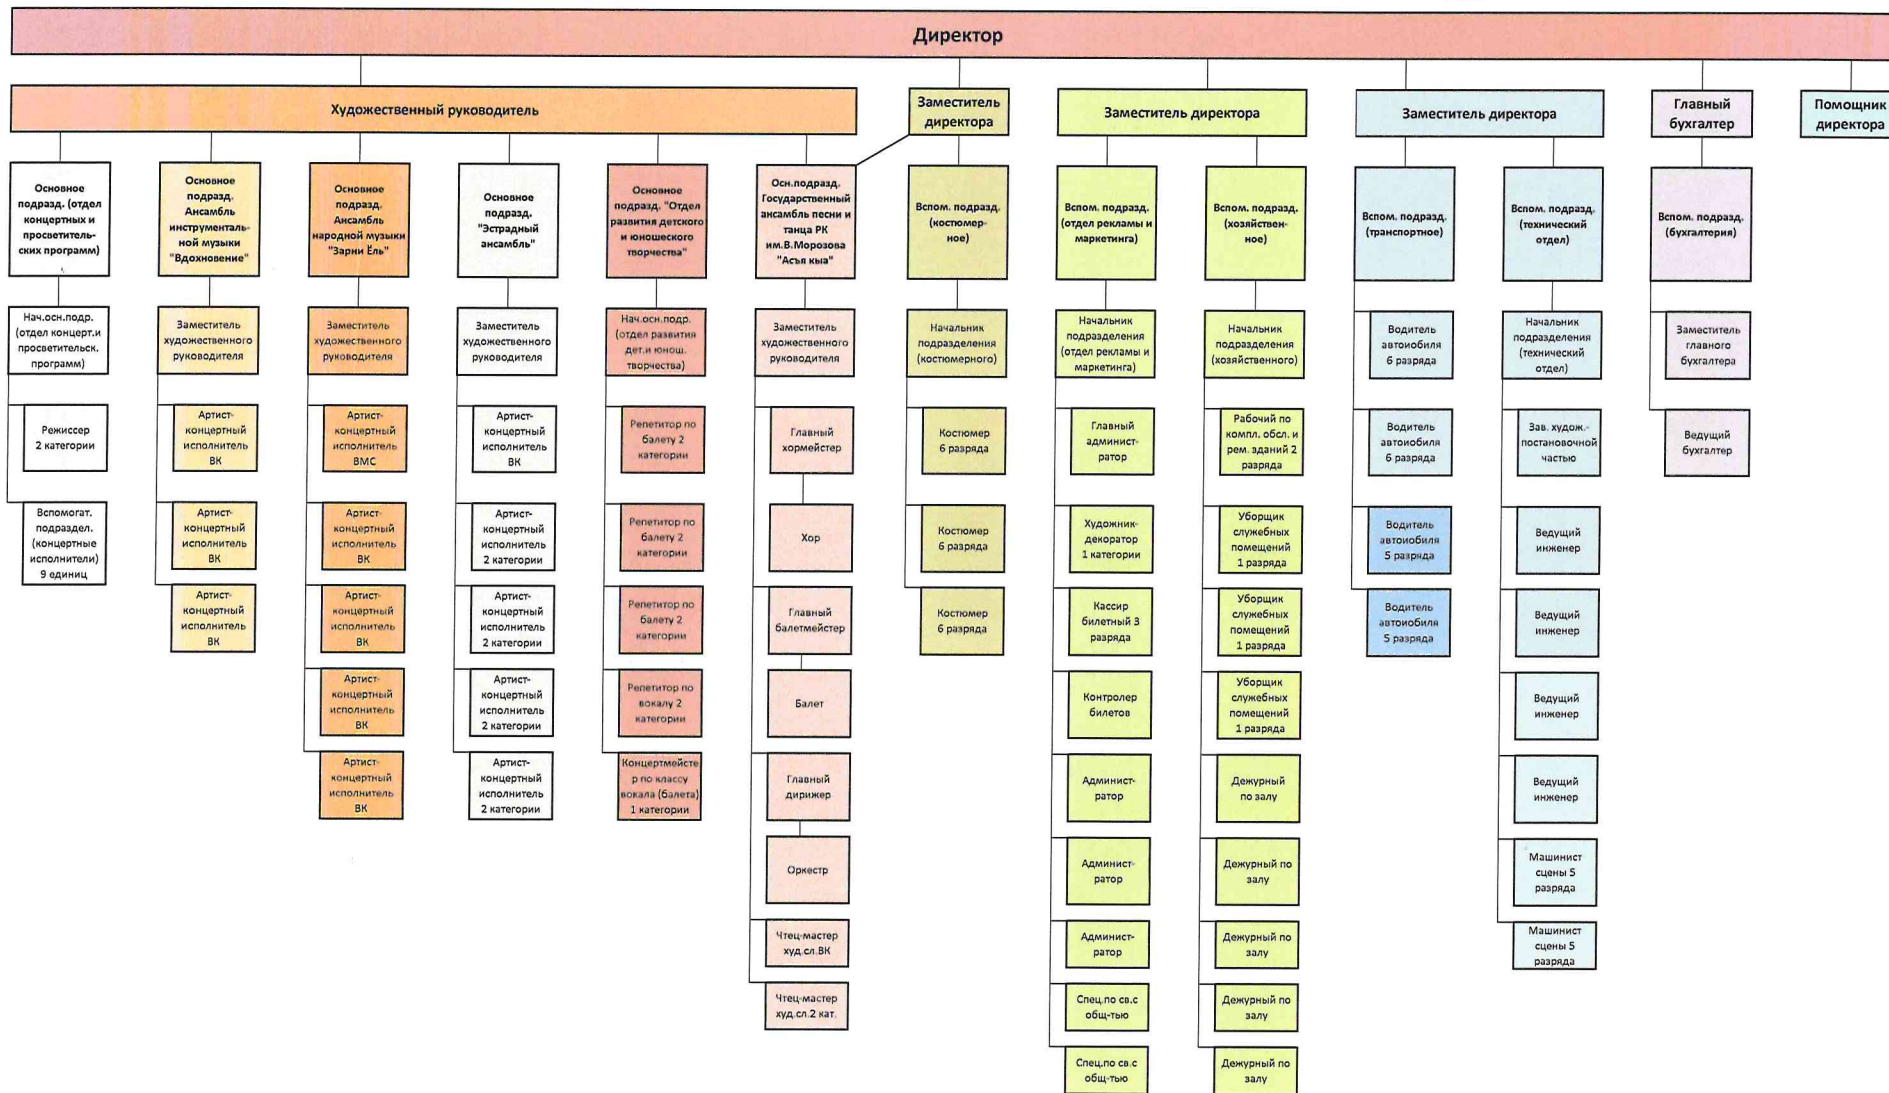 Директор
Художественный руководитель
Заместитель
директора
Заместитель директора
Заместитель директора
Главный
бухгалтер
Помощник
директора
Основное
подразд. (отдел
концертных и
просветитель-
ских программ)
Основное
подразд.
Ансамбль
инструменталь-
ной музыки
"Вдохновение"
Основное
подразд.
Ансамбль
народной музыки
"Зарни Ёль"
Основное
подразд.
"Эстрадный
ансамбль"
Основное
подразд. "Отдел
развития детского
и юношеского
творчества"
Осн.подразд.
Государственный
ансамбль песни и
танца РК
им.В.Морозова
"Асъя кыа"
Вспом. подразд.
(костюмер-
ное)
Вспом. подразд.
(отдел рекламы и
маркетинга)
Вспом. подразд.
(хозяйствен-
ное)
Вспом. подразд.
(транспортное)
Вспом. подразд.
(технический
отдел)
Вспом. подразд.
(бухгалтерия)
Нач.осн.подр.
(отдел концерт.и
просветительск.
программ)
Режиссер
2 категории
Вспомогат.
подраздел.
(концертные
исполнители)
9 единиц
Заместитель
художественного
руководителя
Артист-
концертный
исполнитель
ВК
Артист-
концертный
исполнитель
ВК
Артист-
концертный
исполнитель
ВК
Заместитель
художественного
руководителя
Артист-
концертный
исполнитель
ВМС
Артист-
концертный
исполнитель
ВК
Артист-
концертный
исполнитель
ВК
Артист-
концертный
исполнитель
ВК
Артист-
концертный
исполнитель
ВК
Заместитель
художественного
руководителя
Артист-
концертный
исполнитель
ВК
Артист-
концертный
исполнитель
2 категории
Артист-
концертный
исполнитель
2 категории
Артист-
концертный
исполнитель
2 категории
Артист-
концертный
исполнитель
2 категории
Нач.осн.подр.
(отдел развития
дет.и юнош.
творчества)
Репетитор по
балету 2
категории
Репетитор по
балету 2
категории
Репетитор по
балету 2
категории
Репетитор по
вокалу 2
категории
Концертмейсте
р по классу
вокала (балета)
1 категории
Заместитель
художественного
руководителя
Главный
хормейстер
Хор
Главный
балетмейстер
Балет
Главный
дирижер
Оркестр
Чтец-мастер
худ.сл.ВК
Чтец-мастер
худ.сл.2 кат.
Начальник
подразделения
(костюмерного)
Костюмер
6 разряда
Костюмер
6 разряда
Костюмер
6 разряда
Начальник
подразделения
(отдел рекламы и
маркетинга)
Главный
админист-
ратор
Художник-
декоратор
1 категории
Кассир
билетный 3
разряда
Контролер
билетов
Админист-
ратор
Админист-
ратор
Админист-
ратор
Спец.по св.с
общ-тью
Спец.по св.с
общ-тью
Начальник
подразделения
(хозяйственного)
Рабочий по
компл. обсл. и
рем. зданий 2
разряда
Уборщик
служебных
помещений
1 разряда
Уборщик
служебных
помещений
1 разряда
Уборщик
служебных
помещений
1 разряда
Дежурный
по залу
Дежурный по
залу
Дежурный по
залу
Дежурный по
залу
Дежурный по
залу
Водитель
автоиобиля
6 разряда
Водитель
автоиобиля
6 разряда
Водитель
автоиобиля
5 разряда
Водитель
автоиобиля
5 разряда
Начальник
подразделения
(технический
отдел)
Зав. худож.-
постановочной
частью
Ведущий
инженер
Ведущий
инженер
Ведущий
инженер
Ведущий
инженер
Машинист
сцены 5
разряда
Машинист
сцены 5
разряда
Заместитель
главного
бухгалтера
Ведущий
бухгалтер